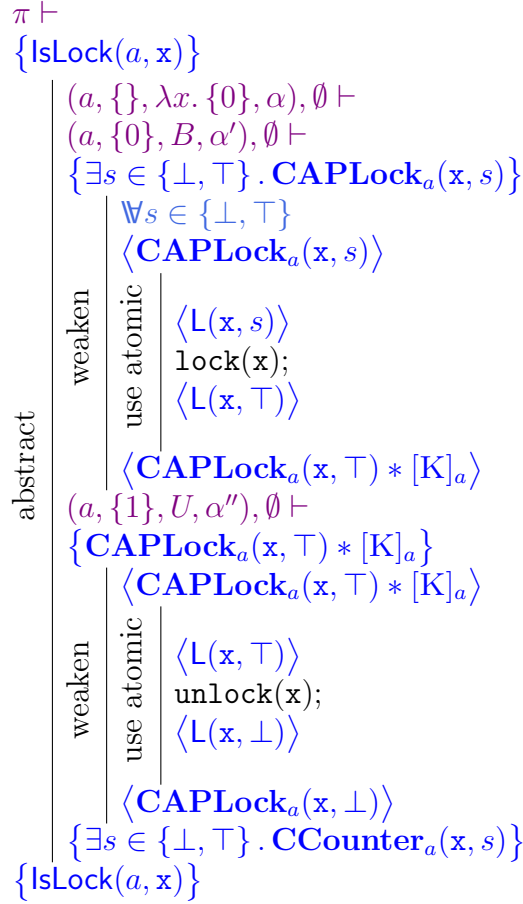 π ⊢
{IsLock(a, x)}
abstract
(a, {}, λx. {0}, α), ∅ ⊢
(a, {0}, B, α′), ∅ ⊢
{∃s ∈ {⊥, ⊤} . CAPLock_a(x, s)}
weaken
∀∀s ∈ {⊥, ⊤}
⟨CAPLock_a(x, s)⟩
use atomic
⟨L(x, s)⟩
lock(x);
⟨L(x, ⊤)⟩
⟨CAPLock_a(x, ⊤) * [K]_a⟩
(a, {1}, U, α′′), ∅ ⊢
{CAPLock_a(x, ⊤) * [K]_a}
weaken
⟨CAPLock_a(x, ⊤) * [K]_a⟩
use atomic
⟨L(x, ⊤)⟩
unlock(x);
⟨L(x, ⊥)⟩
⟨CAPLock_a(x, ⊥)⟩
{∃s ∈ {⊥, ⊤} . CCounter_a(x, s)}
{IsLock(a, x)}